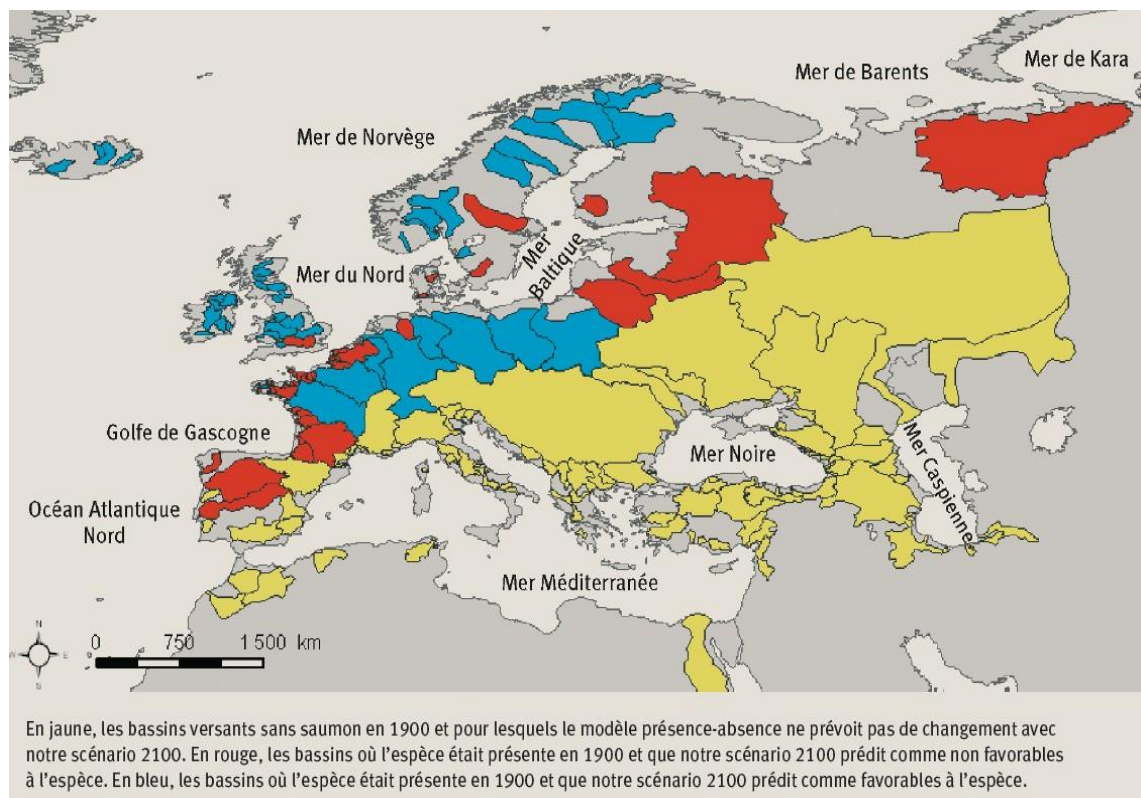 Mer de Barents
Mer de Kara
Mer de Norvège
Mer du Nord
Mer
Baltique
Golfe de Gascogne
Mer Noire
Mer Caspienne
Océan Atlantique
Nord
Mer Méditerranée
N
W E
S
0 750 1 500 km
En jaune, les bassins versants sans saumon en 1900 et pour lesquels le modèle présence-absence ne prévoit pas de changement avec
notre scénario 2100. En rouge, les bassins où l'espèce était présente en 1900 et que notre scénario 2100 prédit comme non favorables
à l'espèce. En bleu, les bassins où l'espèce était présente en 1900 et que notre scénario 2100 prédit comme favorables à l'espèce.